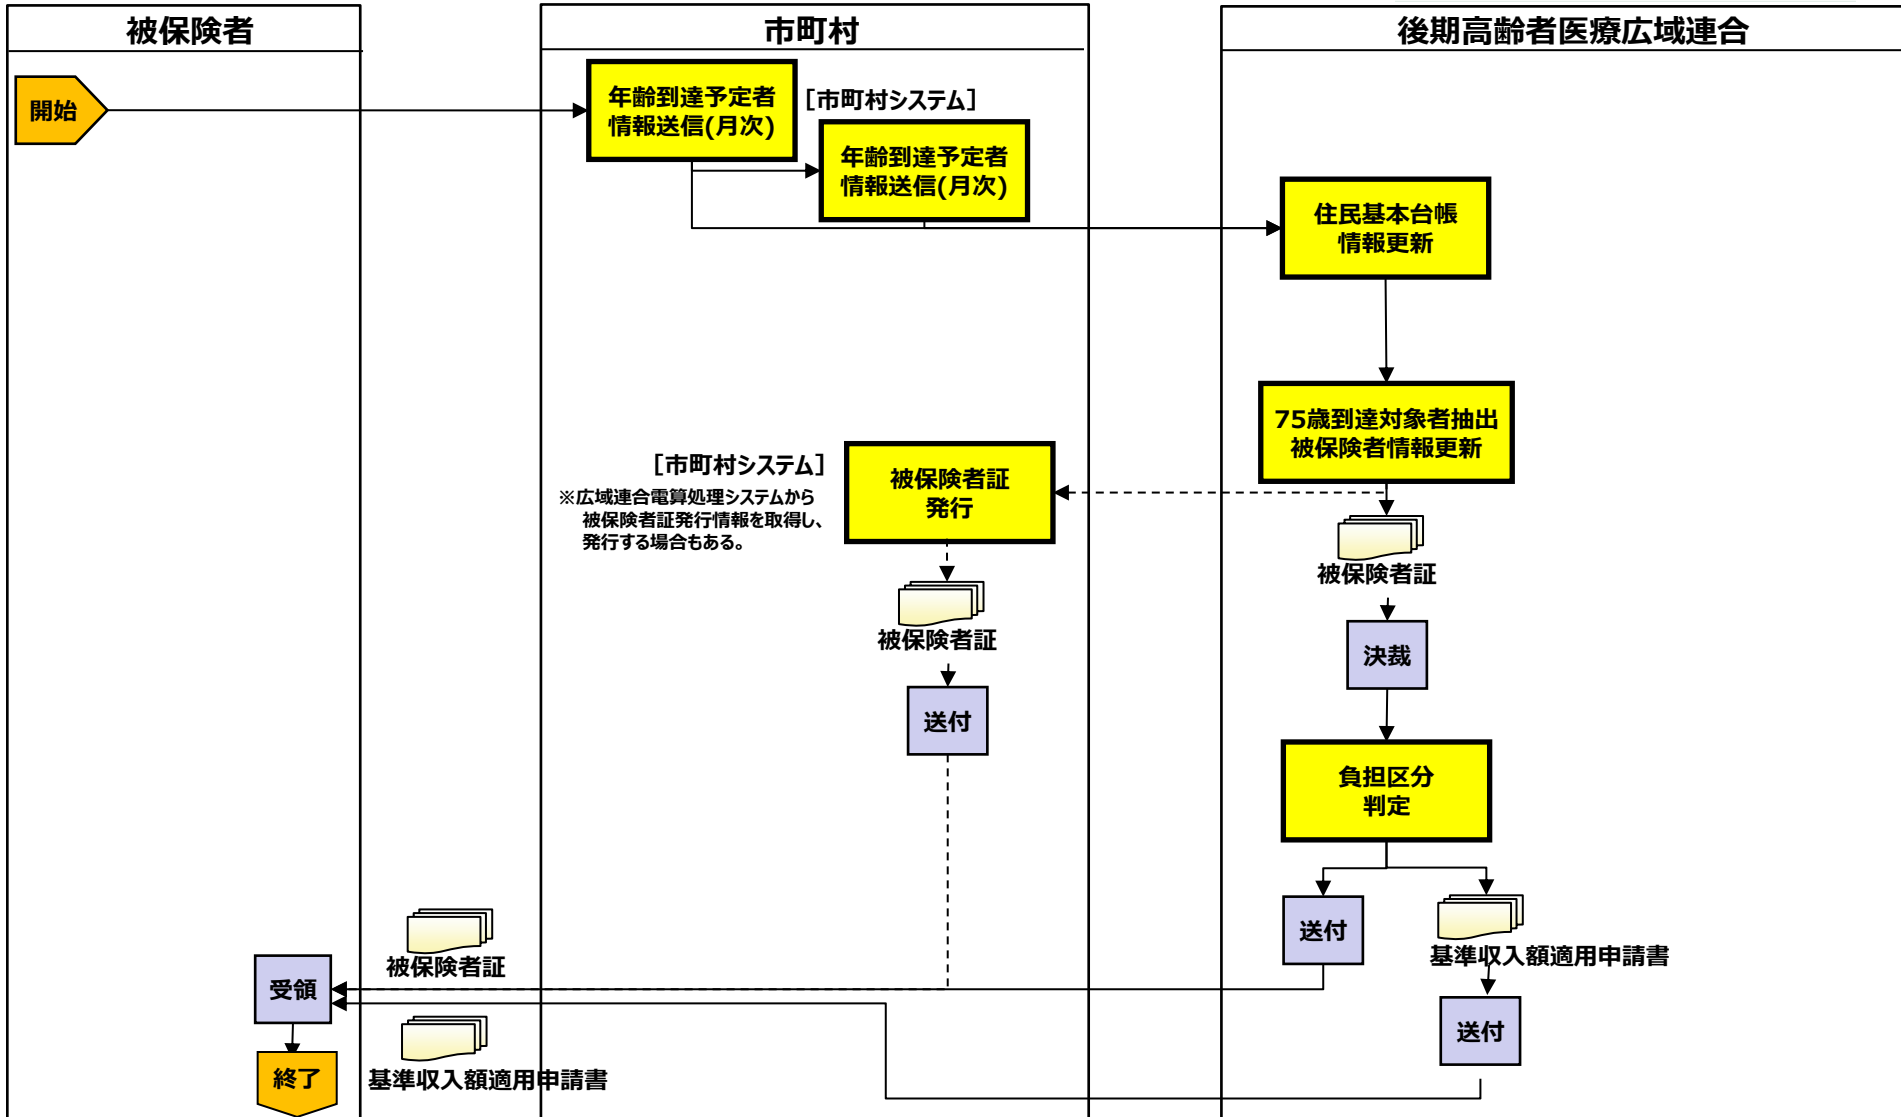 被保険者
市町村
後期高齢者医療広域連合
開始
年齢到達予定者
情報送信(月次)
[市町村システム]
年齢到達予定者
情報送信(月次)
住民基本台帳
情報更新
75歳到達対象者抽出
被保険者情報更新
[市町村システム]
※広域連合電算処理システムから
被保険者証発行情報を取得し、
発行する場合もある。
被保険者証
発行
被保険者証
被保険者証
決裁
送付
負担区分
判定
送付
基準収入額適用申請書
被保険者証
受領
送付
終了
基準収入額適用申請書